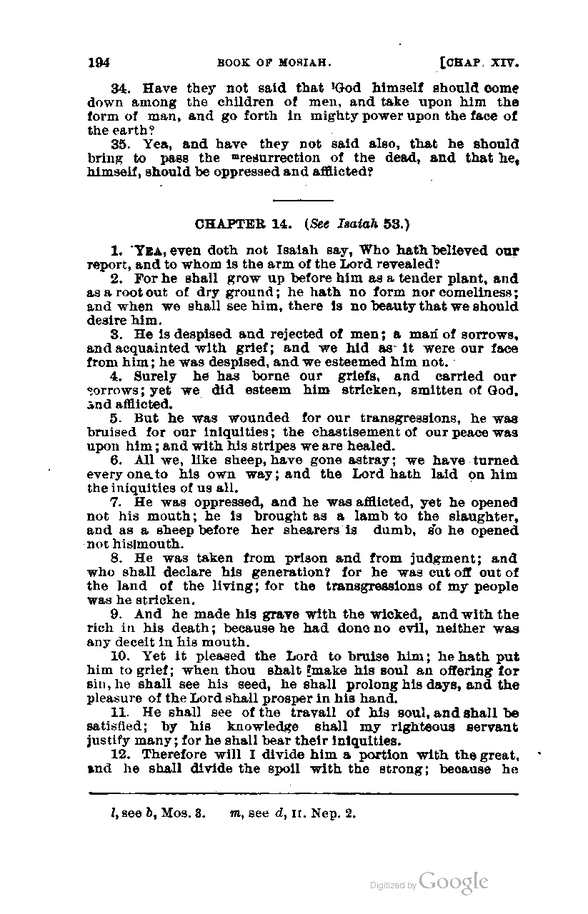 194 BOOK OF MOSIAH. [CHAP. XIV.
34. Have they not said that ˡGod himself should come
down among the children of men, and take upon him the
form of man, and go forth in mighty power upon the face of
the earth?
35. Yea, and have they not said also, that he should
bring to pass the ᵐresurrection of the dead, and that he,
himself, should be oppressed and afflicted?
CHAPTER 14. (See Isaiah 53.)
1. YEA, even doth not Isaiah say, Who hath believed our
report, and to whom is the arm of the Lord revealed?
2. For he shall grow up before him as a tender plant, and
as a root out of dry ground; he hath no form nor comeliness;
and when we shall see him, there is no beauty that we should
desire him.
3. He is despised and rejected of men; a man of sorrows,
and acquainted with grief; and we hid as it were our face
from him; he was despised, and we esteemed him not.
4. Surely he has borne our griefs, and carried our
sorrows; yet we did esteem him stricken, smitten of God,
and afflicted.
5. But he was wounded for our transgressions, he was
bruised for our iniquities; the chastisement of our peace was
upon him; and with his stripes we are healed.
6. All we, like sheep, have gone astray; we have turned
every one to his own way; and the Lord hath laid on him
the iniquities of us all.
7. He was oppressed, and he was afflicted, yet he opened
not his mouth; he is brought as a lamb to the slaughter,
and as a sheep before her shearers is dumb, so he opened
not his mouth.
8. He was taken from prison and from judgment; and
who shall declare his generation? for he was cut off out of
the land of the living; for the transgressions of my people
was he stricken.
9. And he made his grave with the wicked, and with the
rich in his death; because he had done no evil, neither was
any deceit in his mouth.
10. Yet it pleased the Lord to bruise him; he hath put
him to grief; when thou shalt make his soul an offering for
sin, he shall see his seed, he shall prolong his days, and the
pleasure of the Lord shall prosper in his hand.
11. He shall see of the travail of his soul, and shall be
satisfied; by his knowledge shall my righteous servant
justify many; for he shall bear their iniquities.
12. Therefore will I divide him a portion with the great,
and he shall divide the spoil with the strong; because he
l, see b, Mos. 3. m, see d, II. Nep. 2.
Digitized by Google